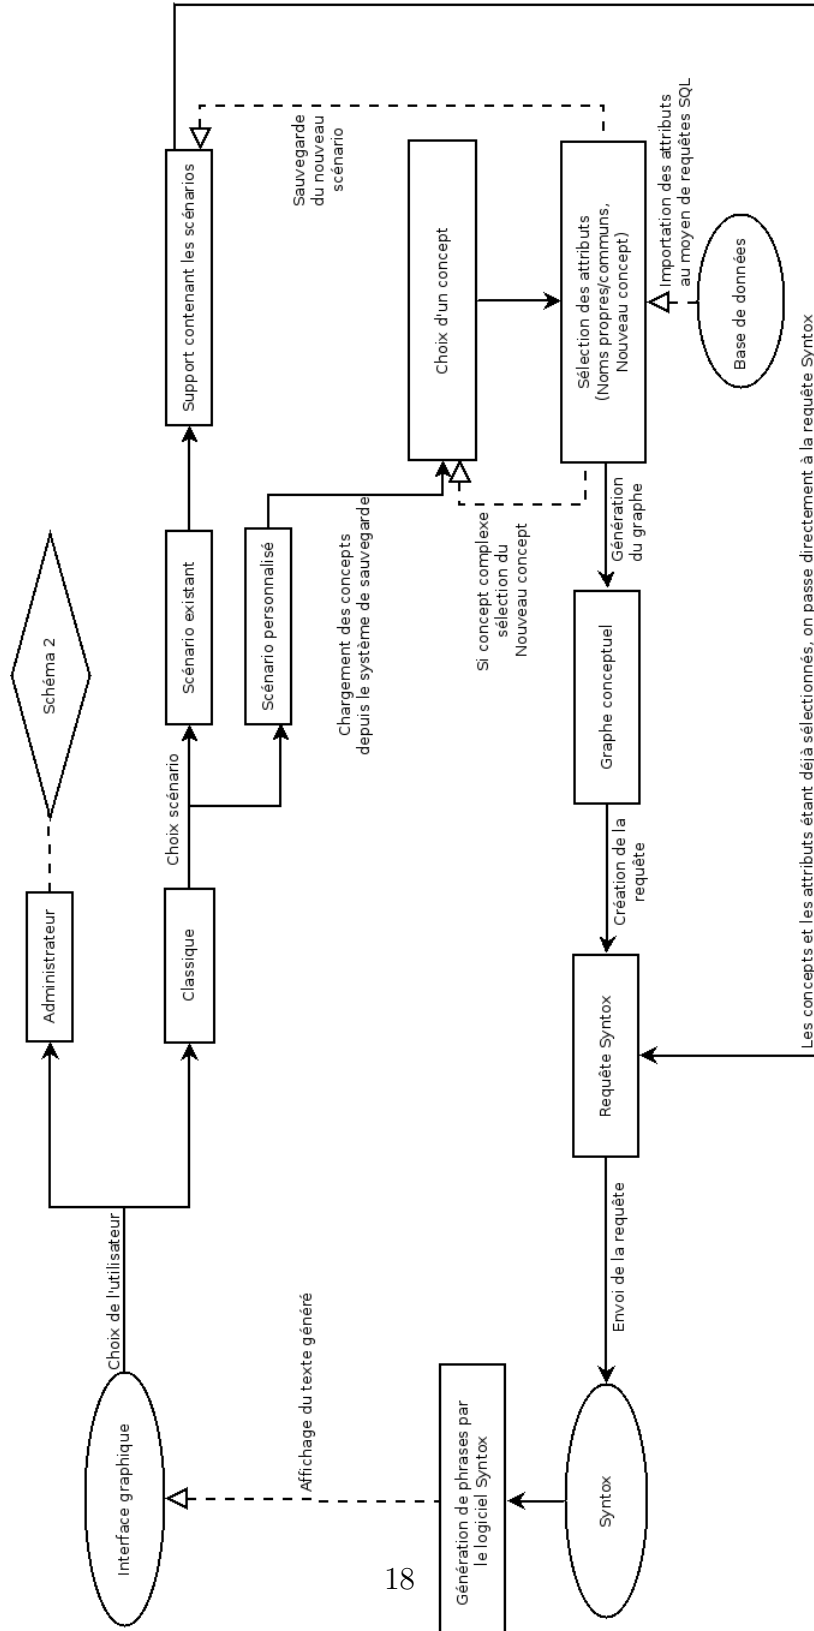 Interface graphique
Choix de l'utilisateur
Administrateur
Schéma 2
Classique
Choix scénario
Scénario existant
Support contenant les scénarios
Scénario personnalisé
Chargement des concepts
depuis le système de sauvegarde
Sauvegarde
du nouveau
scénario
Choix d'un concept
Si concept complexe
sélection du
Nouveau concept
Sélection des attributs
(Noms propres/communs,
Nouveau concept)
Importation des attributs
au moyen de requêtes SQL
Base de données
Génération
du graphe
Graphe conceptuel
Création de la
requête
Requête Syntox
Les concepts et les attributs étant déjà sélectionnés, on passe directement à la requête Syntox
Envoi de la requête
Syntox
Génération de phrases par
le logiciel Syntox
Affichage du texte généré
18